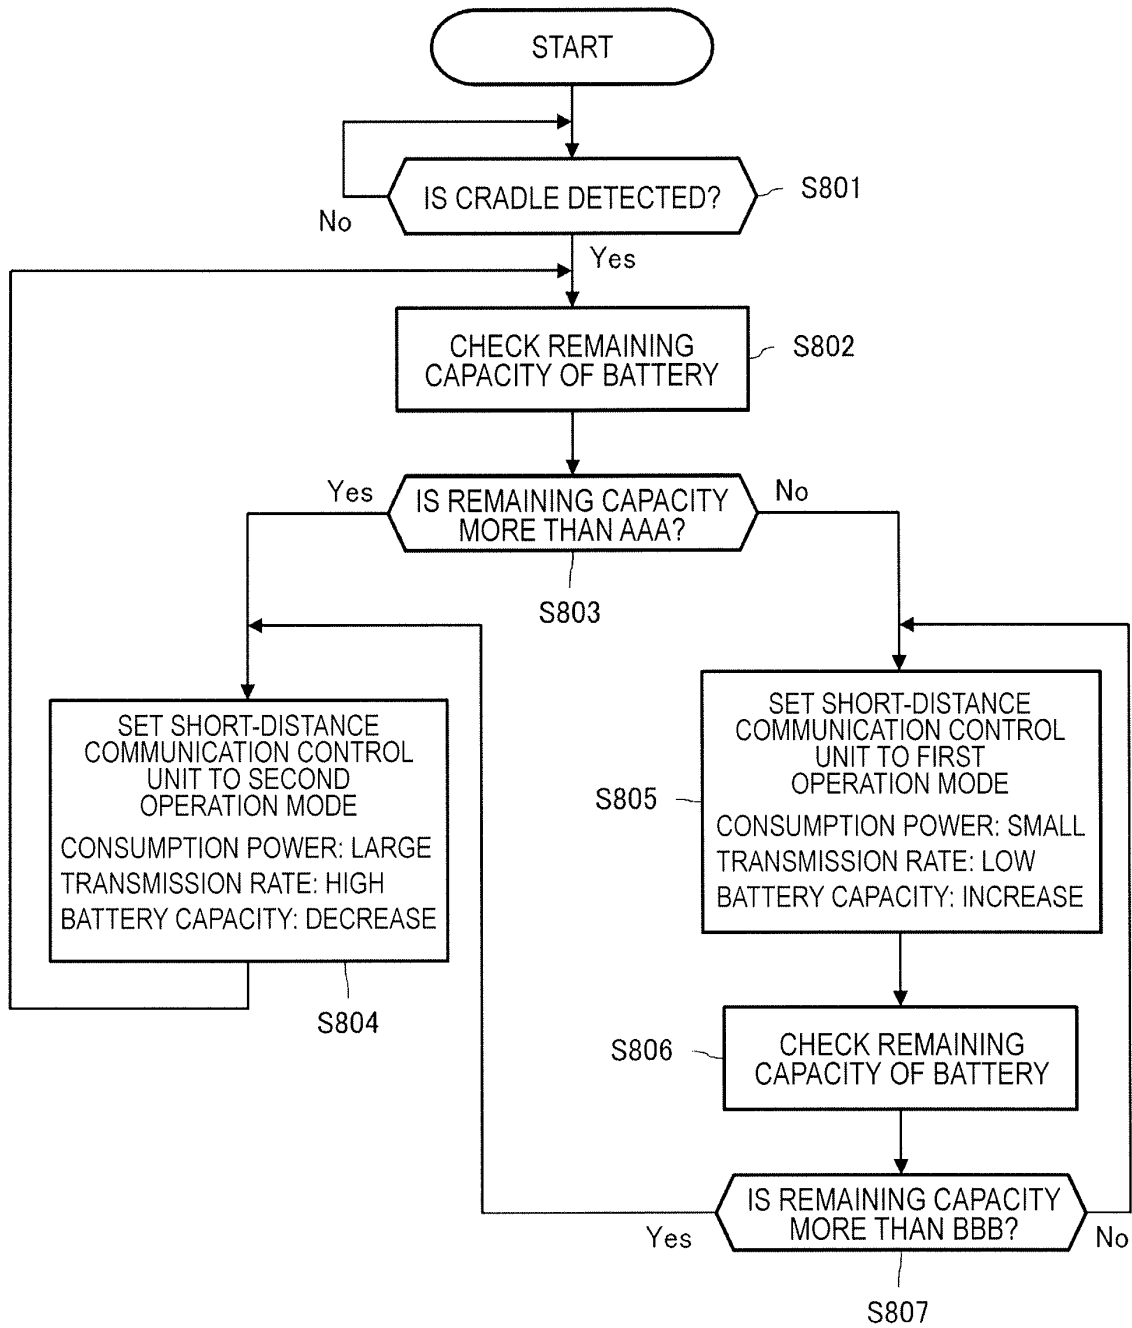 START
IS CRADLE DETECTED?
S801
No
Yes
CHECK REMAINING
CAPACITY OF BATTERY
S802
Yes
IS REMAINING CAPACITY
MORE THAN AAA?
No
S803
SET SHORT-DISTANCE
COMMUNICATION CONTROL
UNIT TO SECOND
OPERATION MODE
CONSUMPTION POWER: LARGE
TRANSMISSION RATE: HIGH
BATTERY CAPACITY: DECREASE
S804
SET SHORT-DISTANCE
COMMUNICATION CONTROL
UNIT TO FIRST
OPERATION MODE
CONSUMPTION POWER: SMALL
TRANSMISSION RATE: LOW
BATTERY CAPACITY: INCREASE
S805
CHECK REMAINING
CAPACITY OF BATTERY
S806
IS REMAINING CAPACITY
MORE THAN BBB?
Yes
No
S807